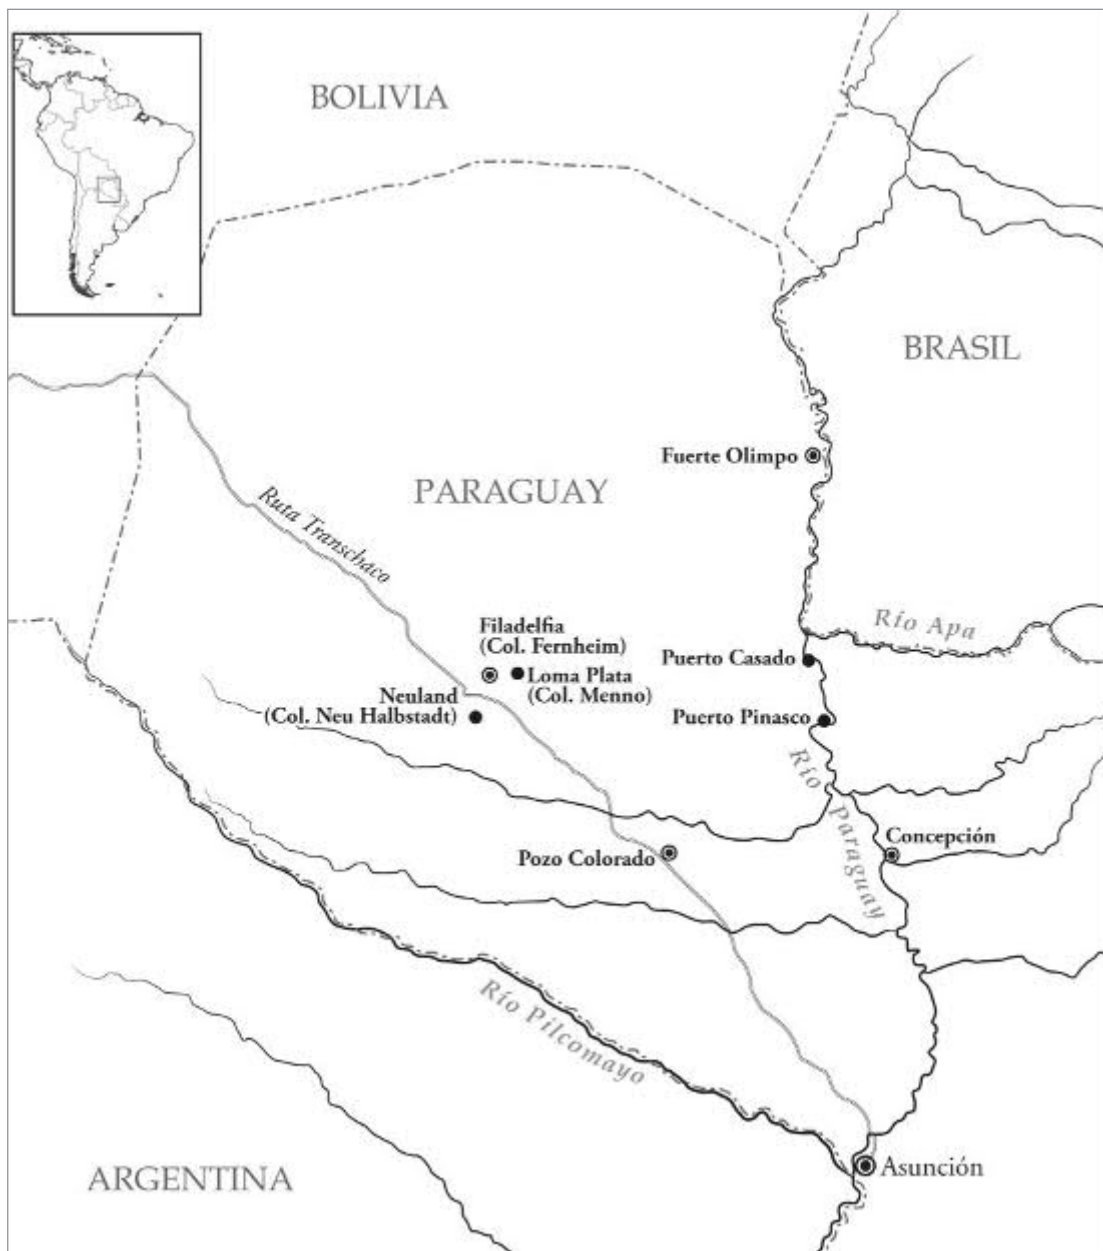 BOLIVIA
BRASIL
Fuerte Olimpo
PARAGUAY
Ruta Transchaco
Río Apa
Filadelfia
(Col. Fernheim)
Puerto Casado
Loma Plata
(Col. Menno)
Neuland
(Col. Neu Halbstadt)
Puerto Pinasco
Río Paraguay
Concepción
Pozo Colorado
Río Pilcomayo
Asunción
ARGENTINA